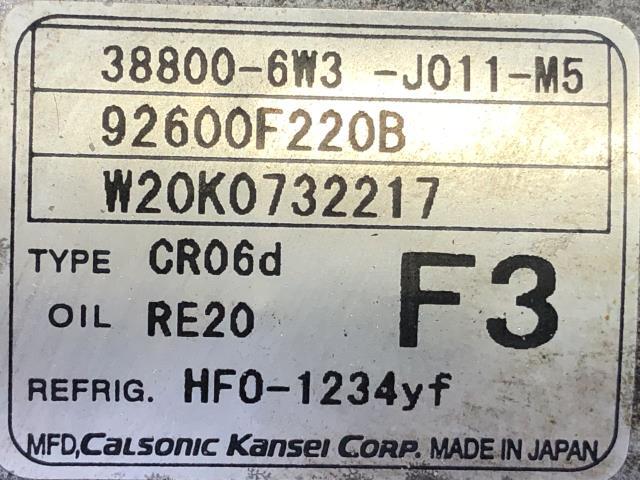 38800-6W3 -J011-M5
92600F220B
W20K0732217
TYPE CR06d
OIL RE20
F3
REFRIG. HFO-1234yf
MFD, CALSONIC KANSEI CORP. MADE IN JAPAN